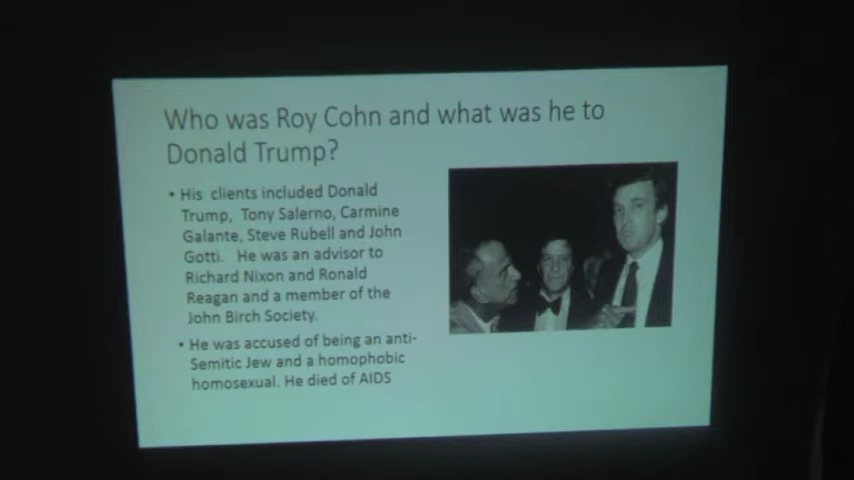 Who was Roy Cohn and what was he to
Donald Trump?
• His clients included Donald
Trump, Tony Salerno, Carmine
Galante, Steve Rubell and John
Gotti. He was an advisor to
Richard Nixon and Ronald
Reagan and a member of the
John Birch Society.
• He was accused of being an anti-
Semitic Jew and a homophobic
homosexual. He died of AIDS